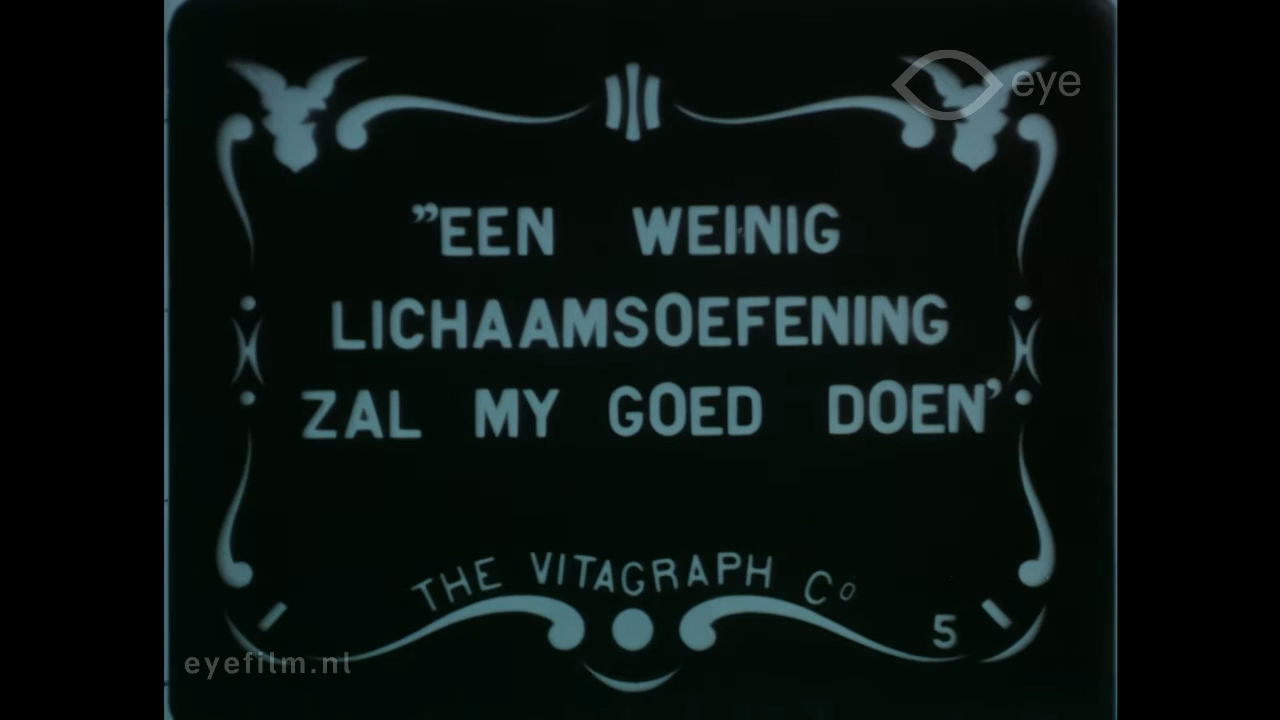 eye
”EEN WEINIG
LICHAAMSOEFENING
ZAL MY GOED DOEN’
THE VITAGRAPH Co
5
eyefilm.nl